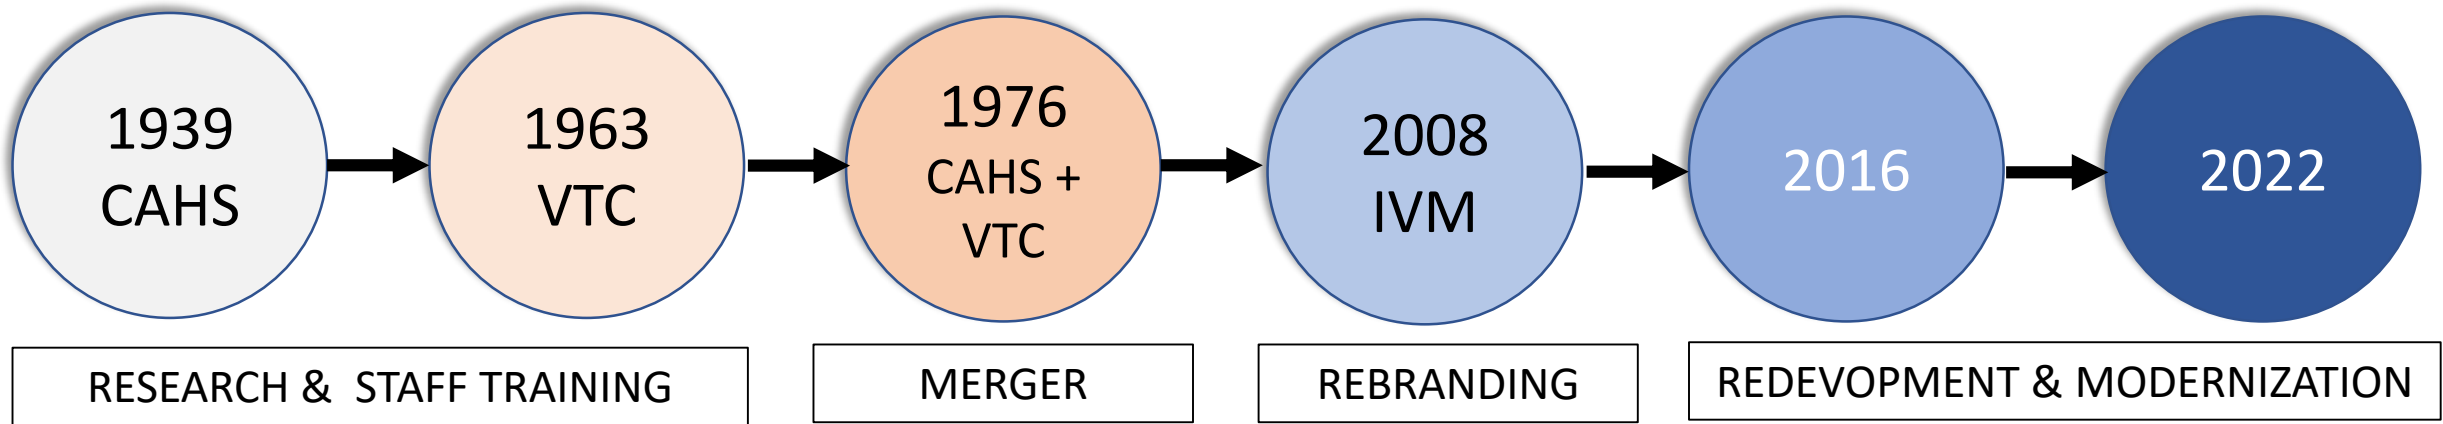 1939
CAHS
1963
VTC
1976
CAHS +
VTC
2008
IVM
2016
2022
RESEARCH & STAFF TRAINING
MERGER
REBRANDING
REDEVOPMENT & MODERNIZATION